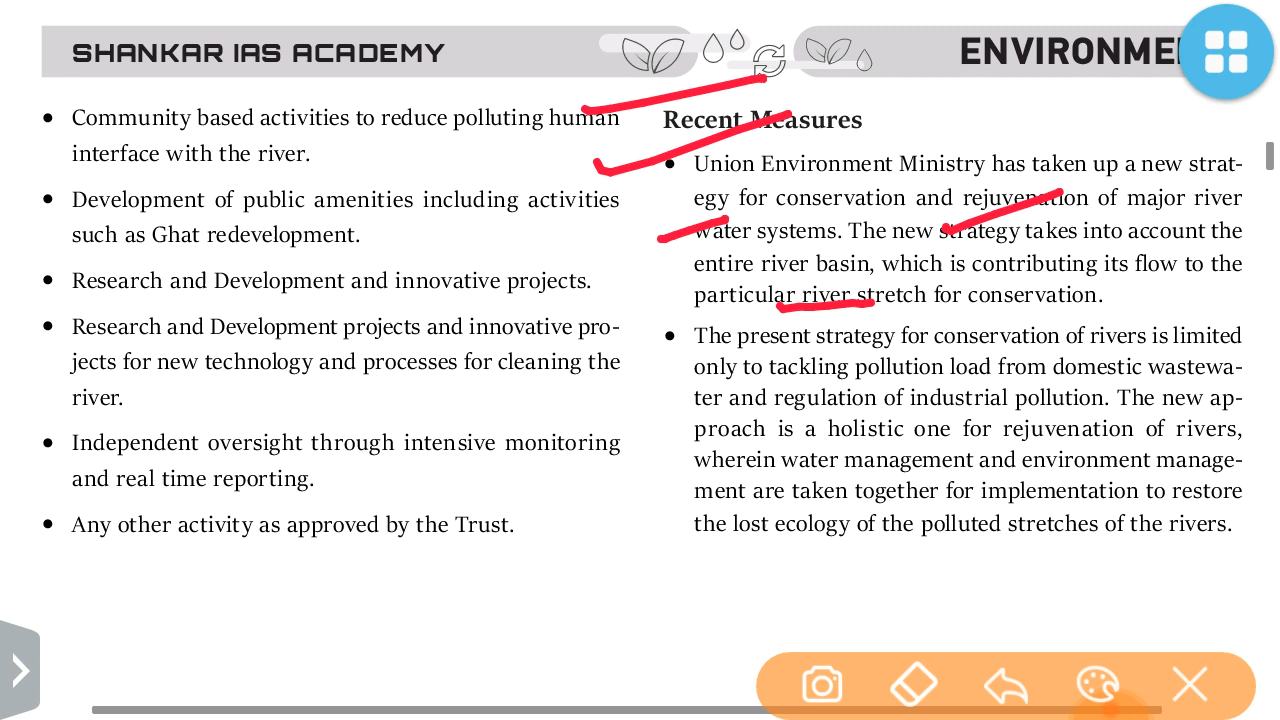 SHANKAR IAS ACADEMY
ENVIRONME
• Community based activities to reduce polluting human
interface with the river.
• Development of public amenities including activities
such as Ghat redevelopment.
• Research and Development and innovative projects.
• Research and Development projects and innovative pro-
jects for new technology and processes for cleaning the
river.
• Independent oversight through intensive monitoring
and real time reporting.
• Any other activity as approved by the Trust.
Recent Measures
• Union Environment Ministry has taken up a new strat-
egy for conservation and rejuvenation of major river
water systems. The new strategy takes into account the
entire river basin, which is contributing its flow to the
particular river stretch for conservation.
• The present strategy for conservation of rivers is limited
only to tackling pollution load from domestic wastewa-
ter and regulation of industrial pollution. The new ap-
proach is a holistic one for rejuvenation of rivers,
wherein water management and environment manage-
ment are taken together for implementation to restore
the lost ecology of the polluted stretches of the rivers.